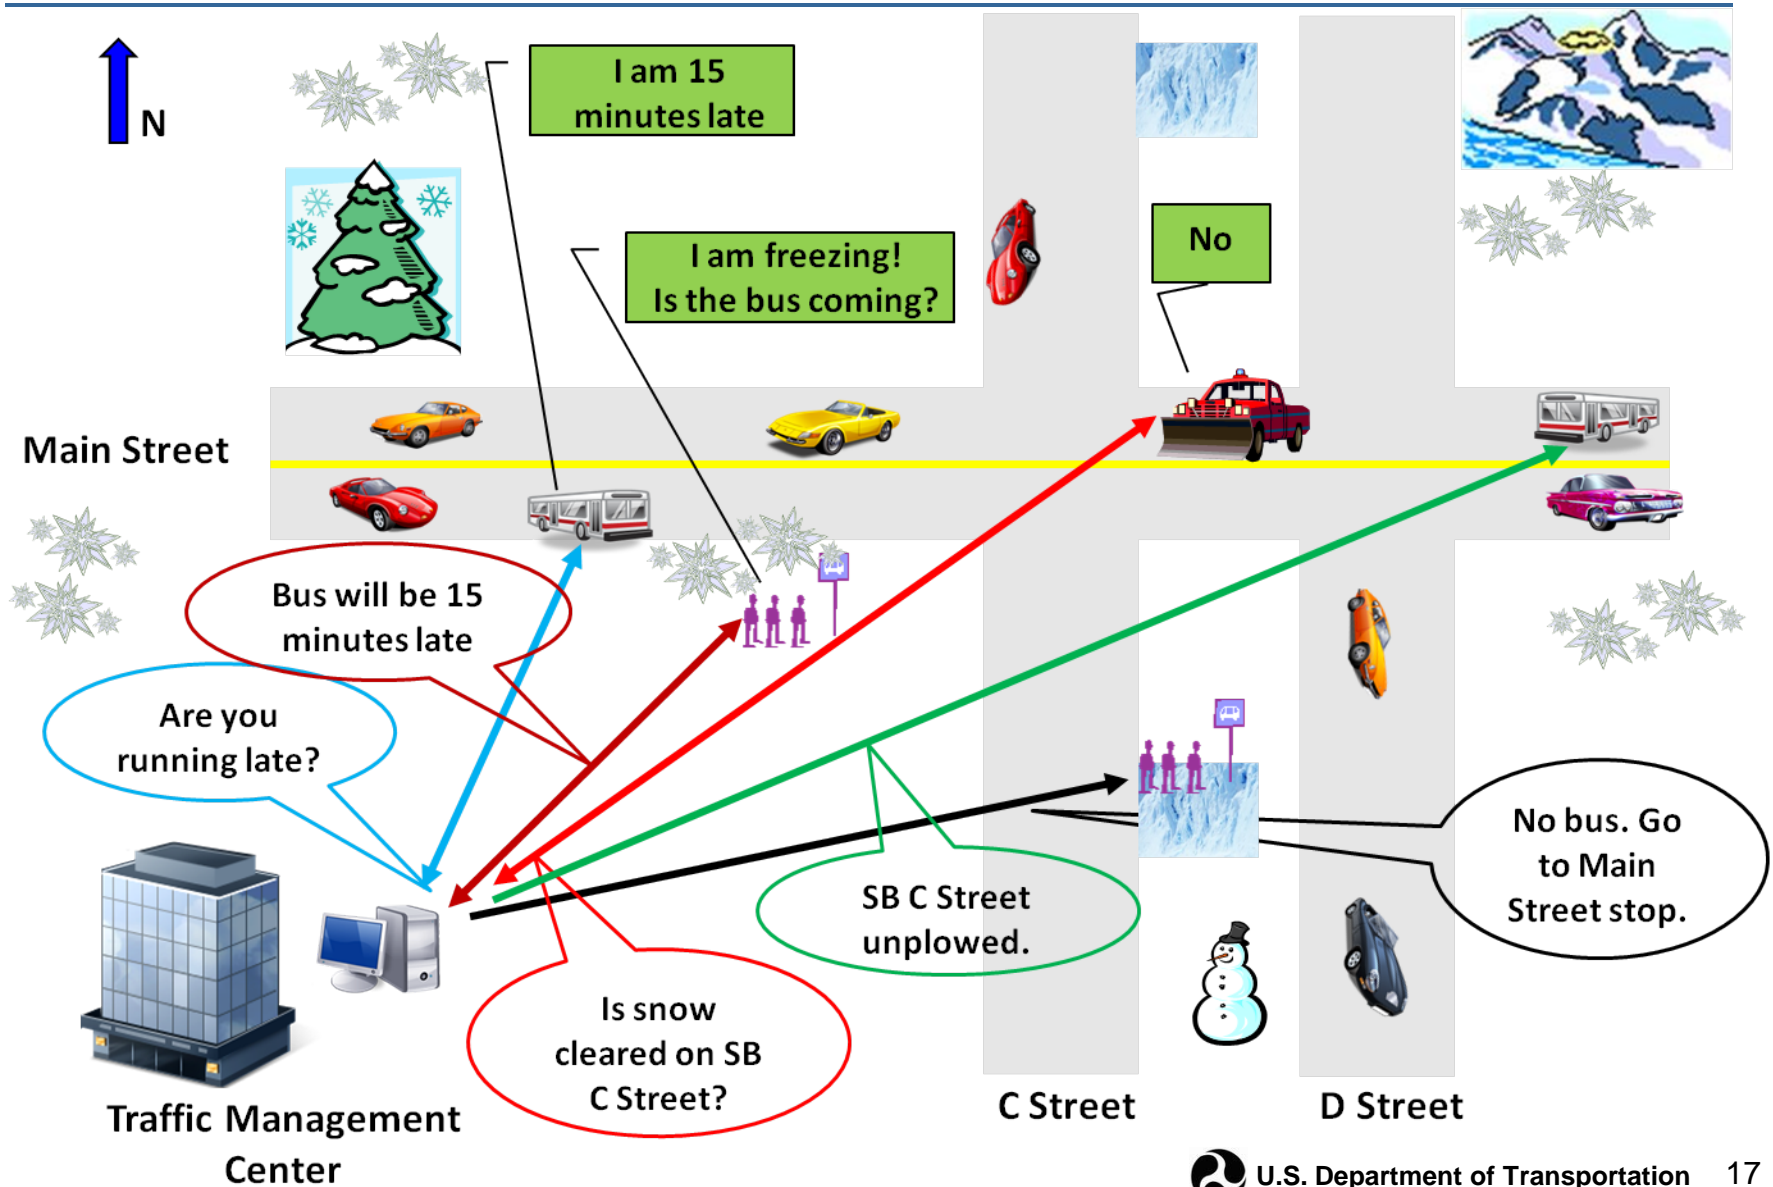 N
I am 15
minutes late
I am freezing!
Is the bus coming?
No
Main Street
Bus will be 15
minutes late
Are you
running late?
No bus. Go
to Main
Street stop.
SB C Street
unplowed.
Is snow
cleared on SB
C Street?
Traffic Management
Center
C Street
D Street
U.S. Department of Transportation
17